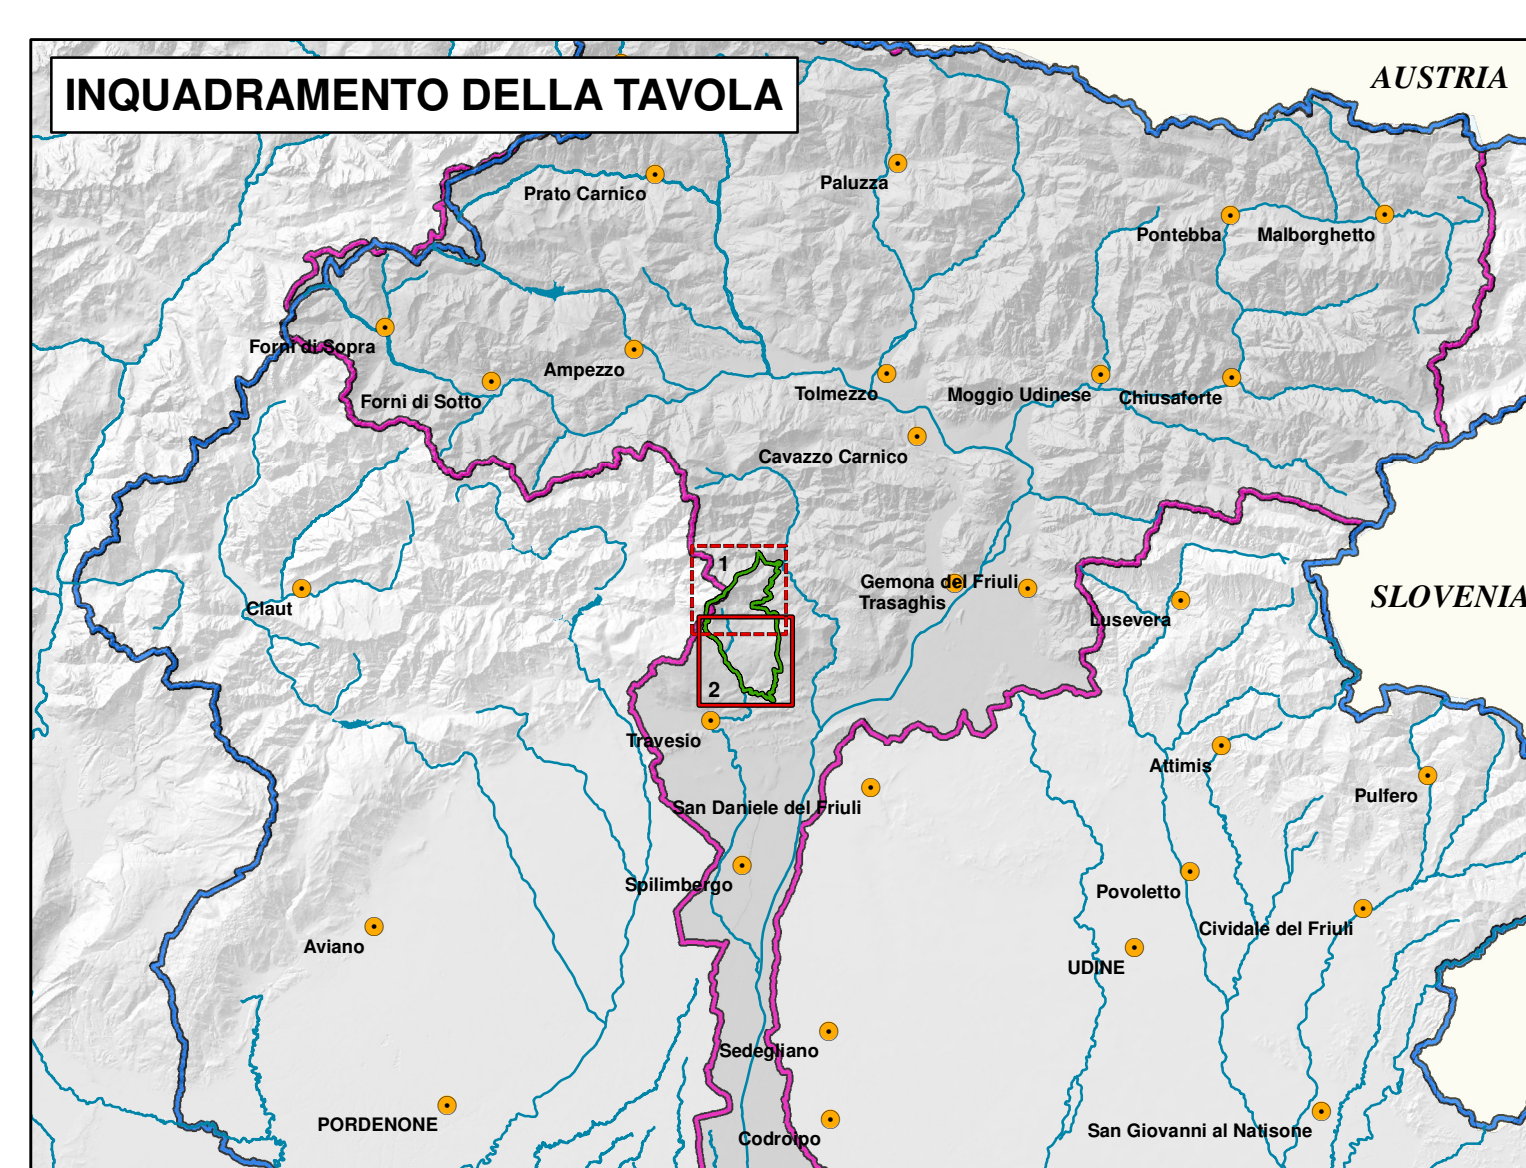 INQUADRAMENTO DELLA TAVOLA
AUSTRIA
Prato Carnico
Paluzza
Pontebba
Malborghetto
Forni di Sopra
Ampezzo
Forni di Sotto
Tolmezzo
Moggio Udinese
Chiusaforte
Cavazzo Carnico
1
Gemona del Friuli
Trasaghis
Claut
Lusevera
SLOVENIA
2
Travesio
Attimis
Pulfero
San Daniele del Friuli
Spilimbergo
Povoletto
Cividale del Friuli
Aviano
UDINE
Sedegliano
PORDENONE
Codroipo
San Giovanni al Natisone